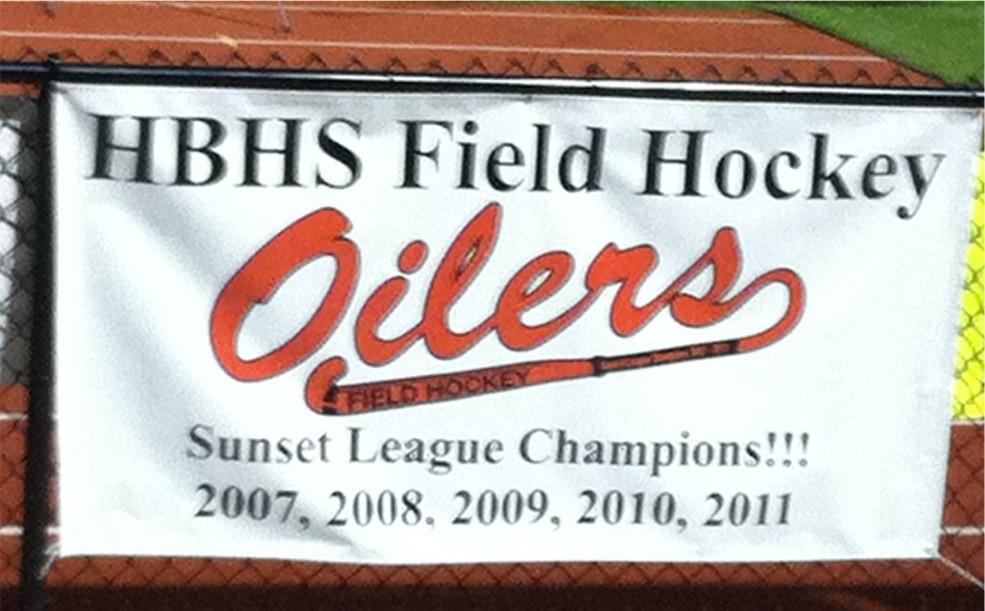 HBHS Field Hockey
Oilers
FIELD HOCKEY
Sunset League Champions!!!
2007, 2008, 2009, 2010, 2011